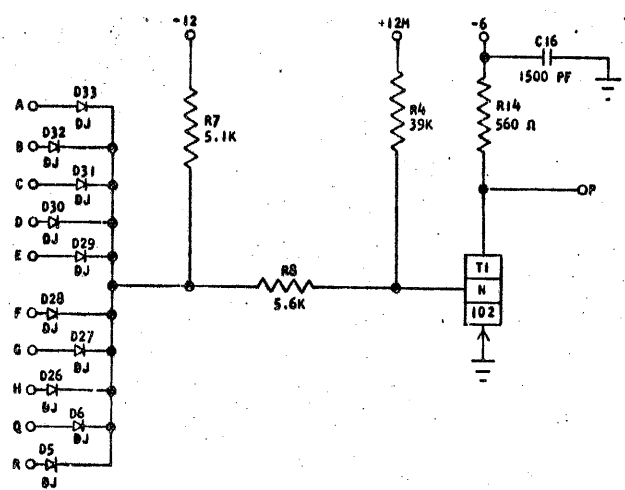 -12
+12M
-6
C16
1500 PF
D33
A
DJ
R7
5.1K
R4
39K
R14
560 Ω
D32
B
DJ
D31
C
DJ
D30
D
DJ
P
D29
E
DJ
T1
R8
5.6K
N
D28
F
DJ
102
D27
G
DJ
D26
H
DJ
D6
Q
DJ
D5
R
DJ